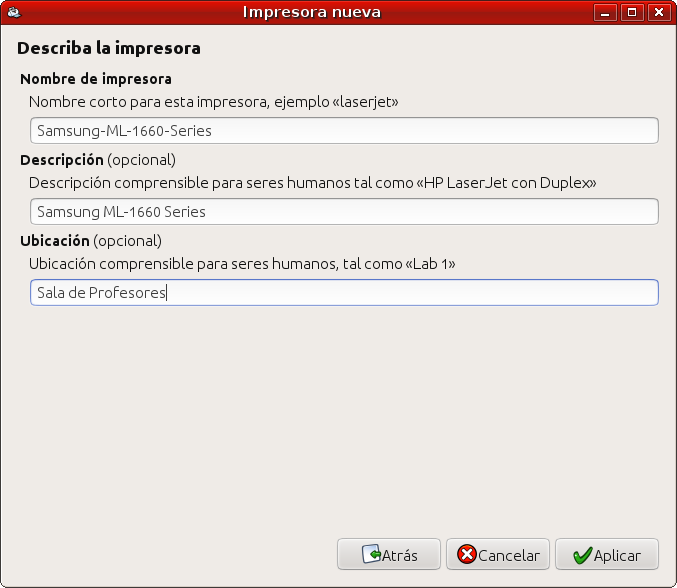 Impresora nueva
Describa la impresora
Nombre de impresora
Nombre corto para esta impresora, ejemplo «laserjet»
Samsung-ML-1660-Series
Descripción (opcional)
Descripción comprensible para seres humanos tal como «HP LaserJet con Duplex»
Samsung ML-1660 Series
Ubicación (opcional)
Ubicación comprensible para seres humanos, tal como «Lab 1»
Sala de Profesores
Atrás Cancelar Aplicar